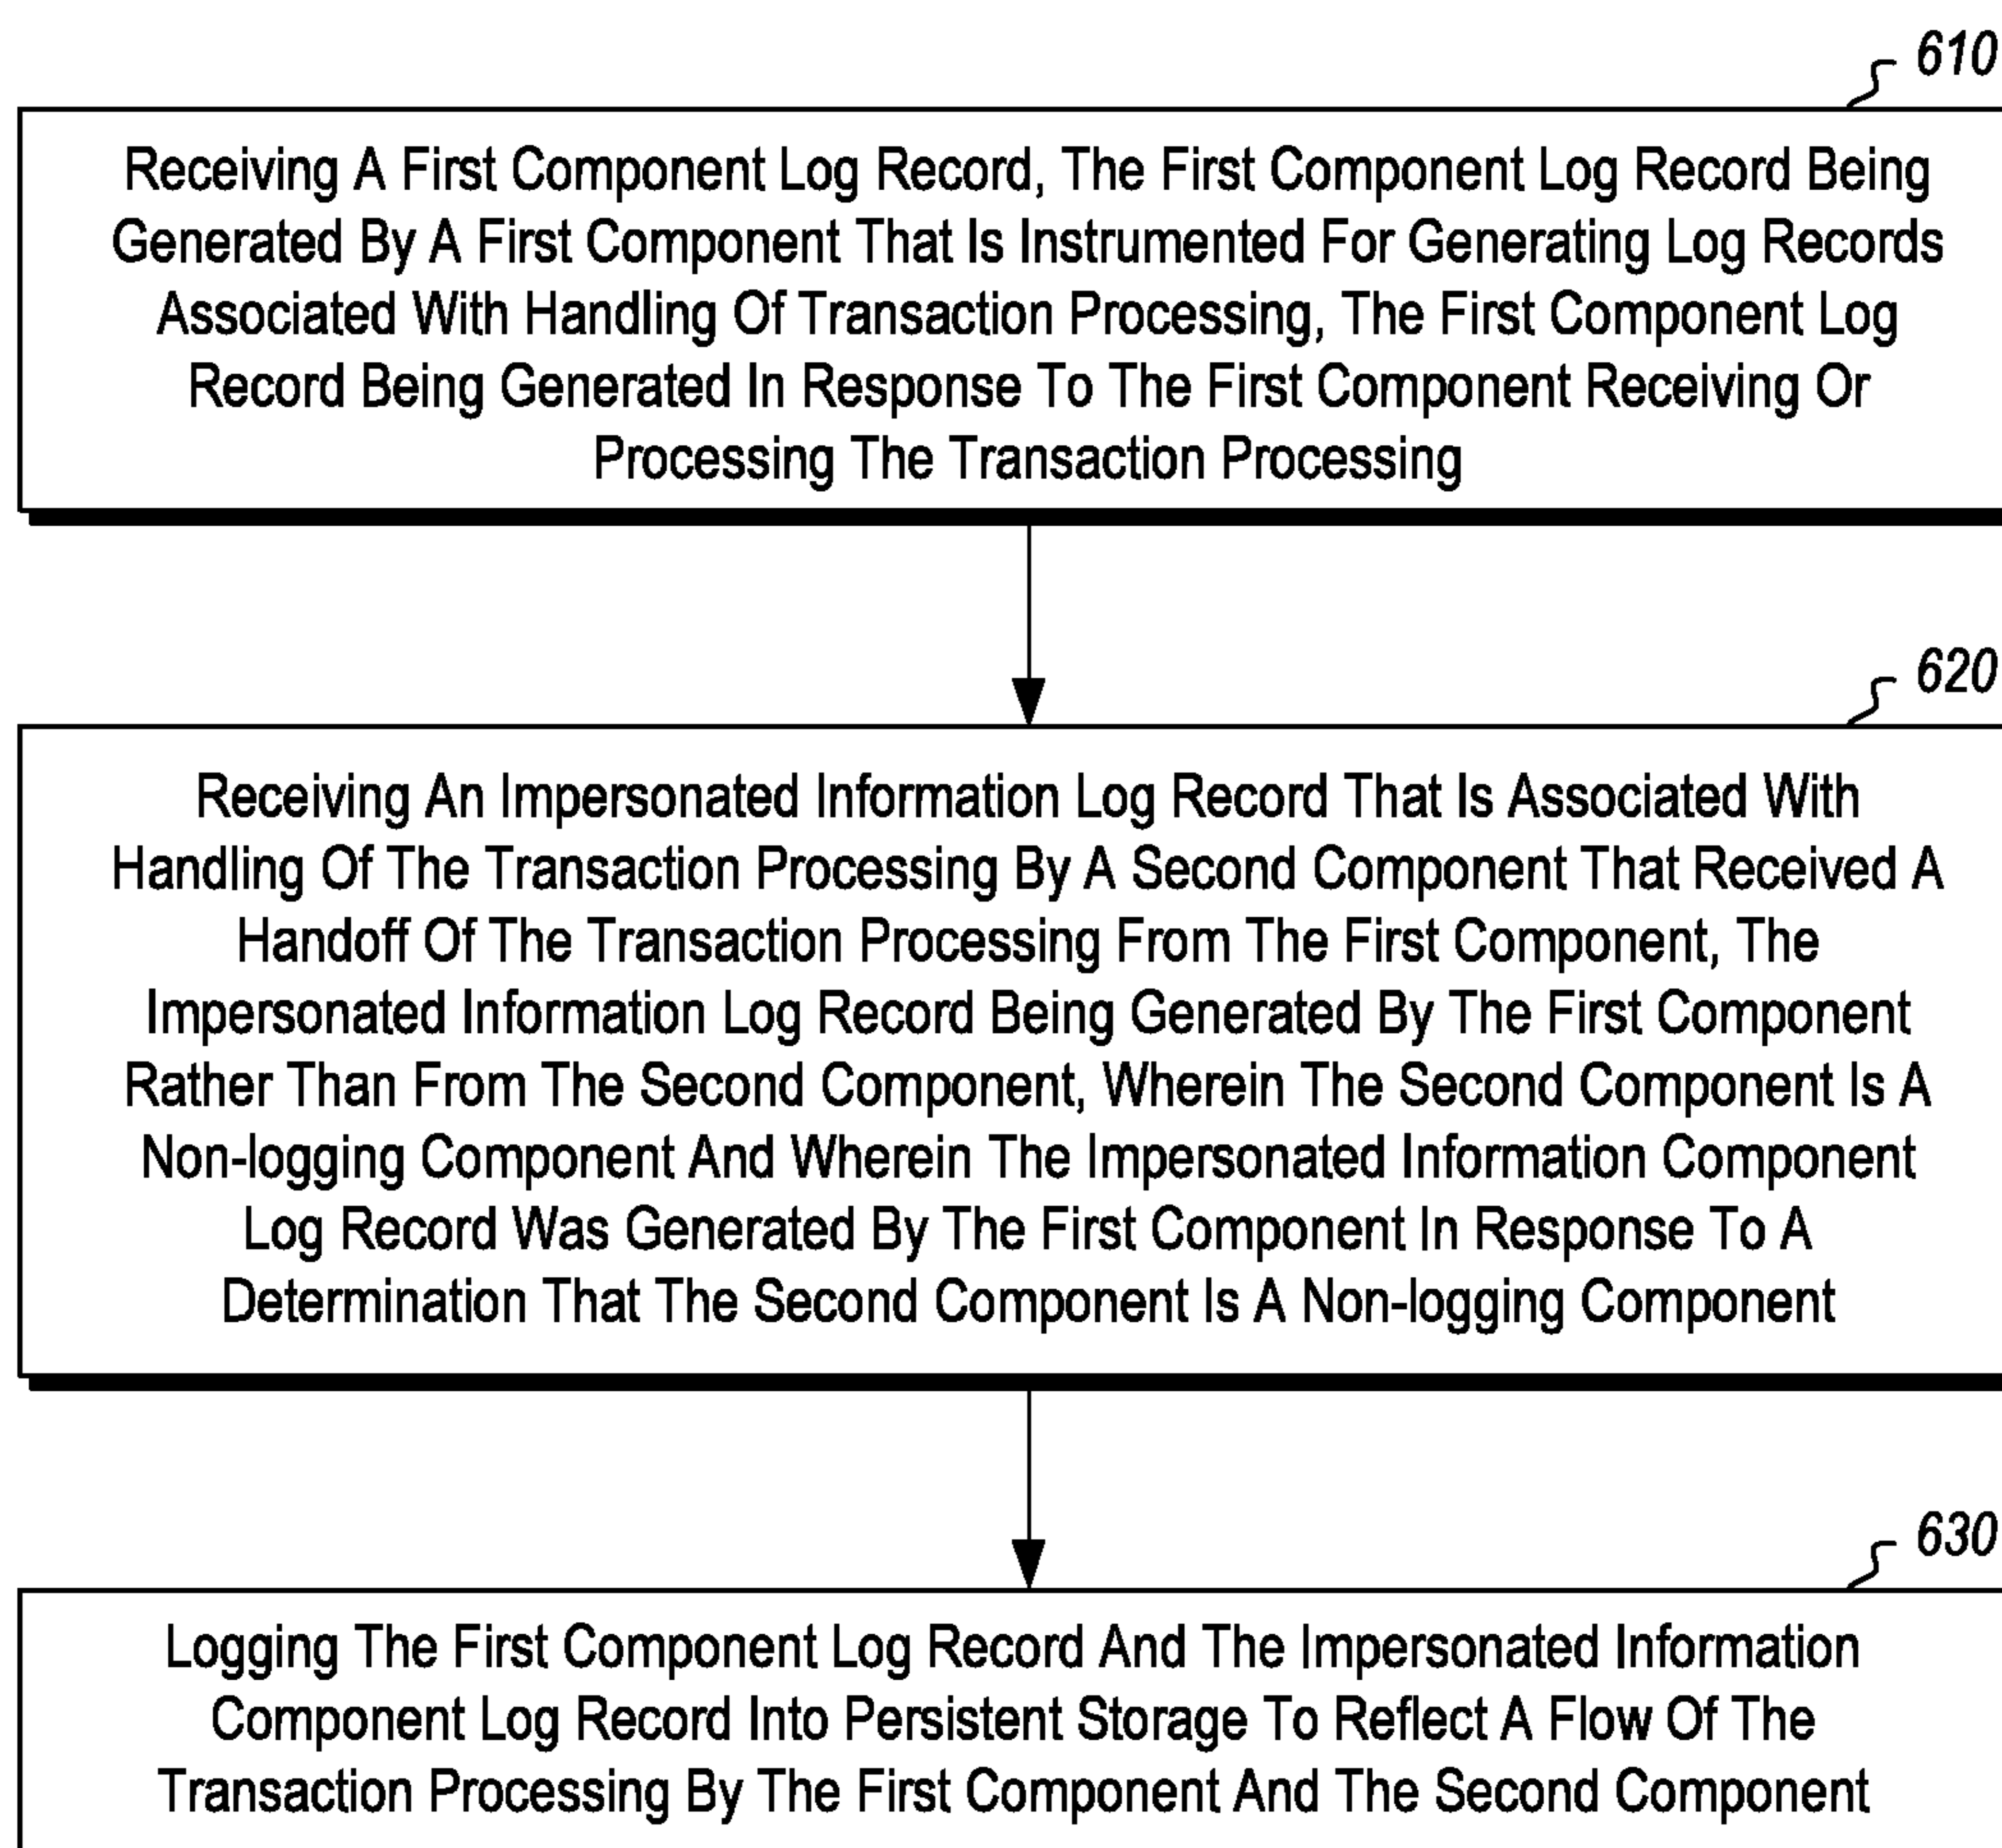 610
Receiving A First Component Log Record, The First Component Log Record Being
Generated By A First Component That Is Instrumented For Generating Log Records
Associated With Handling Of Transaction Processing, The First Component Log
Record Being Generated In Response To The First Component Receiving Or
Processing The Transaction Processing
620
Receiving An Impersonated Information Log Record That Is Associated With
Handling Of The Transaction Processing By A Second Component That Received A
Handoff Of The Transaction Processing From The First Component, The
Impersonated Information Log Record Being Generated By The First Component
Rather Than From The Second Component, Wherein The Second Component Is A
Non-logging Component And Wherein The Impersonated Information Component
Log Record Was Generated By The First Component In Response To A
Determination That The Second Component Is A Non-logging Component
630
Logging The First Component Log Record And The Impersonated Information
Component Log Record Into Persistent Storage To Reflect A Flow Of The
Transaction Processing By The First Component And The Second Component